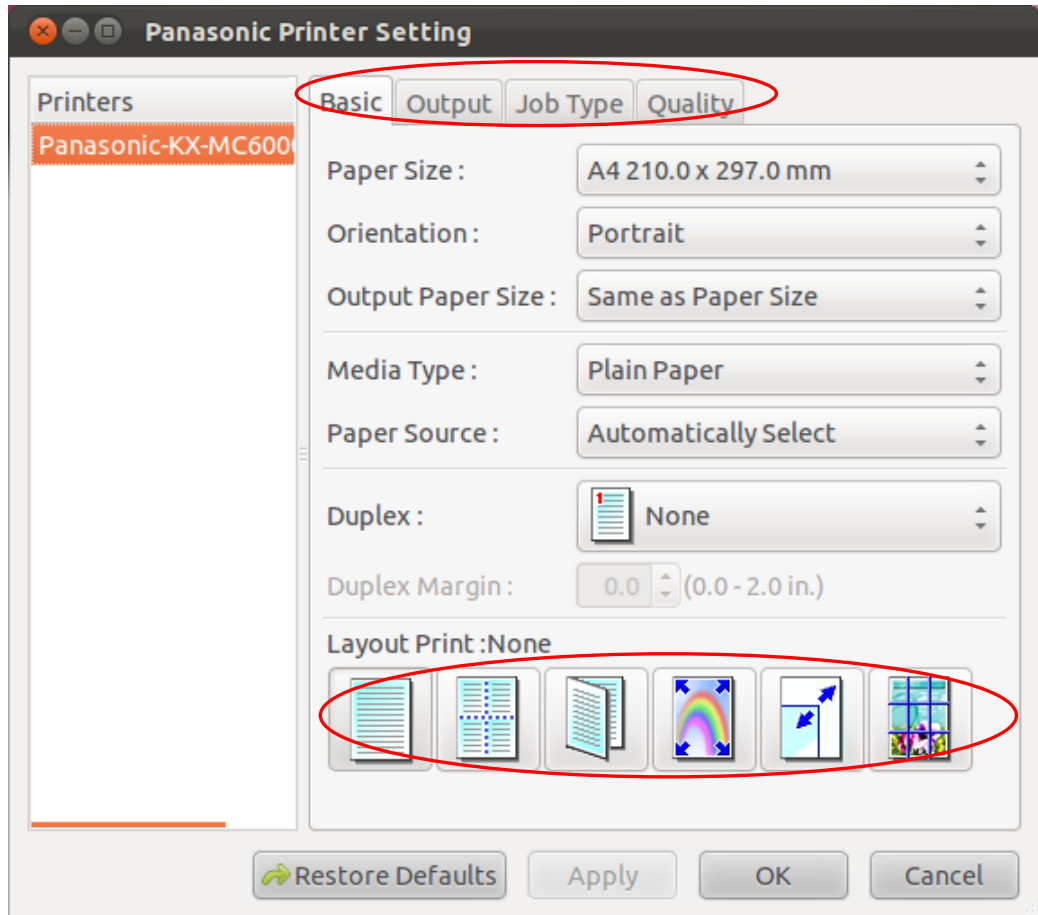 Panasonic Printer Setting
Printers
Panasonic-KX-MC600
Basic Output Job Type Quality
Paper Size : A4 210.0 x 297.0 mm
Orientation : Portrait
Output Paper Size : Same as Paper Size
Media Type : Plain Paper
Paper Source : Automatically Select
Duplex : 1 None
Duplex Margin : 0.0 (0.0 - 2.0 in.)
Layout Print :None
Restore Defaults Apply OK Cancel